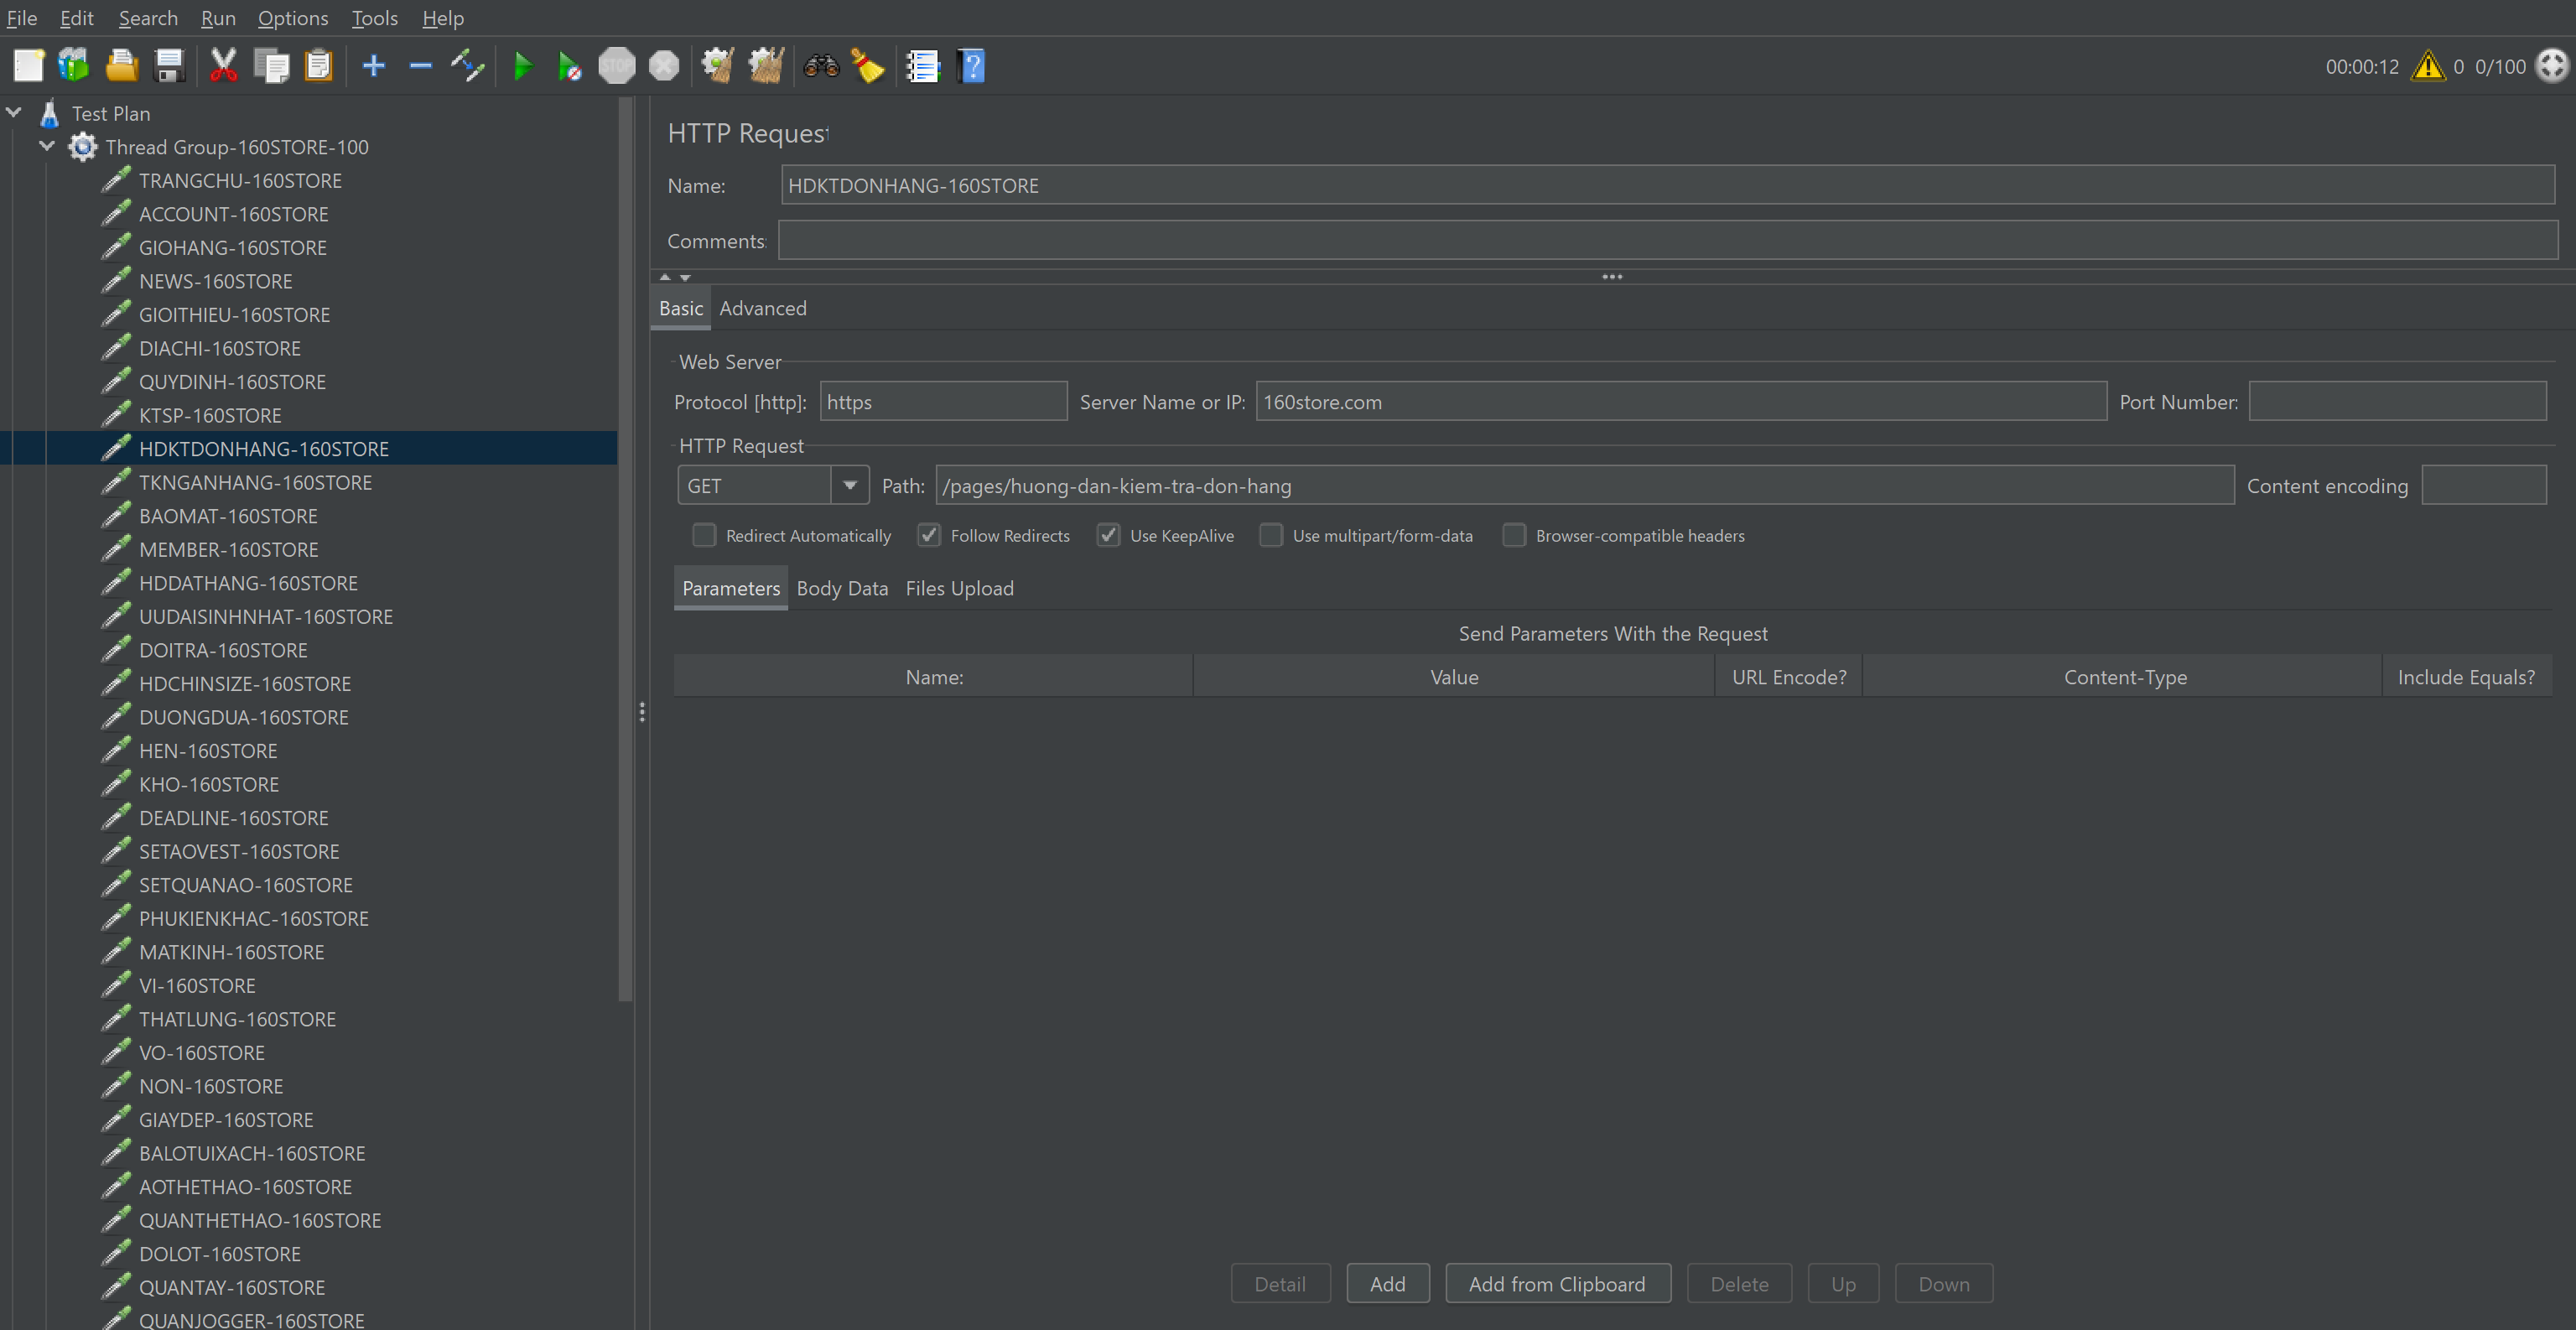 File Edit Search Run Options Tools Help
STOP
00:00:12 0 0/100
Test Plan
Thread Group-160STORE-100
TRANGCHU-160STORE
ACCOUNT-160STORE
GIOHANG-160STORE
NEWS-160STORE
GIOITHIEU-160STORE
DIACHI-160STORE
QUYDINH-160STORE
KTSP-160STORE
HDKTDONHANG-160STORE
TKNGANHANG-160STORE
BAOMAT-160STORE
MEMBER-160STORE
HDDATHANG-160STORE
UUDAISINHNHAT-160STORE
DOITRA-160STORE
HDCHINSIZE-160STORE
DUONGDUA-160STORE
HEN-160STORE
KHO-160STORE
DEADLINE-160STORE
SETAOVEST-160STORE
SETQUANAO-160STORE
PHUKIENKHAC-160STORE
MATKINH-160STORE
VI-160STORE
THATLUNG-160STORE
VO-160STORE
NON-160STORE
GIAYDEP-160STORE
BALOTUIXACH-160STORE
AOTHETHAO-160STORE
QUANTHETHAO-160STORE
DOLOT-160STORE
QUANTAY-160STORE
QUANJOGGER-160STORE
HTTP Request
Name: HDKTDONHANG-160STORE
Comments:
Basic Advanced
Web Server
Protocol [http]: https Server Name or IP: 160store.com Port Number:
HTTP Request
GET Path: /pages/huong-dan-kiem-tra-don-hang Content encoding
Redirect Automatically Follow Redirects Use KeepAlive Use multipart/form-data Browser-compatible headers
Parameters Body Data Files Upload
Send Parameters With the Request
Name: Value URL Encode? Content-Type Include Equals?
Detail Add Add from Clipboard Delete Up Down